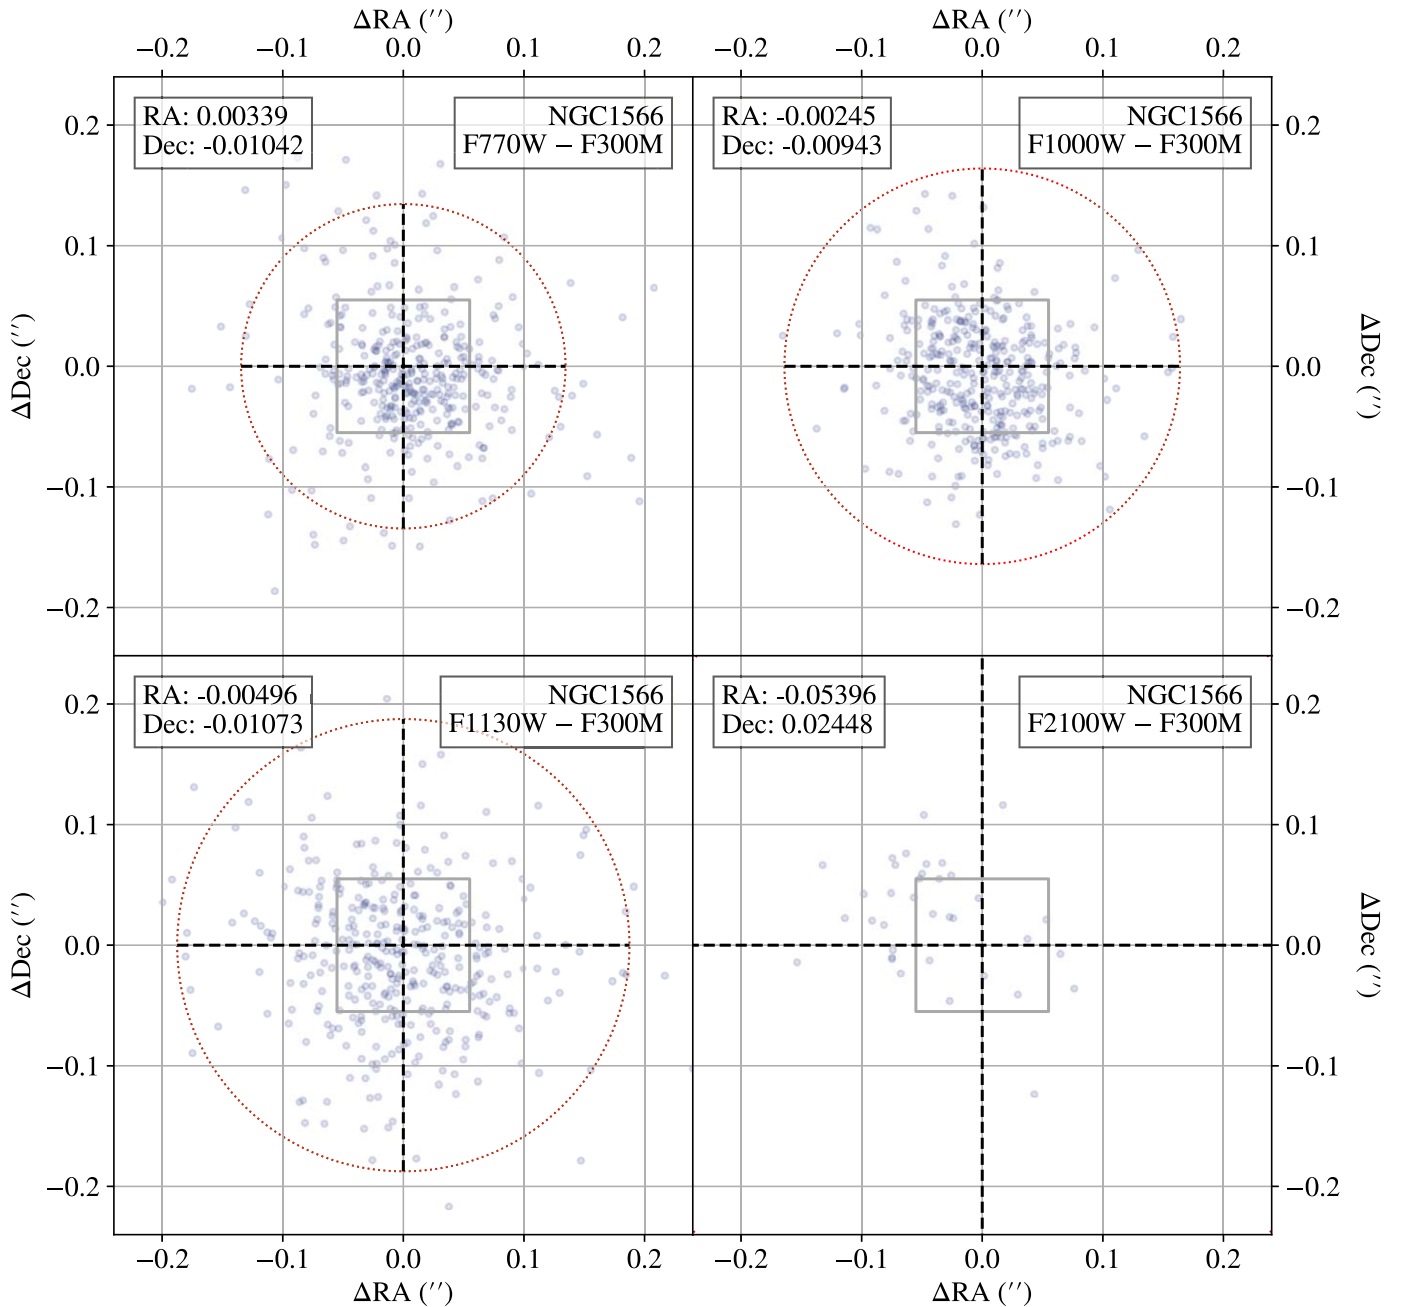 ΔRA (′′)
ΔRA (′′)
−0.2 −0.1 0.0 0.1 0.2
−0.2 −0.1 0.0 0.1 0.2
RA: 0.00339
Dec: -0.01042
NGC1566
F770W − F300M
RA: -0.00245
Dec: -0.00943
NGC1566
F1000W − F300M
0.2
0.1
0.0
−0.1
−0.2
ΔDec (′′)
0.2
0.1
0.0
−0.1
−0.2
ΔDec (′′)
RA: -0.00496
Dec: -0.01073
NGC1566
F1130W − F300M
RA: -0.05396
Dec: 0.02448
NGC1566
F2100W − F300M
0.2
0.1
0.0
−0.1
−0.2
ΔDec (′′)
0.2
0.1
0.0
−0.1
−0.2
ΔDec (′′)
−0.2 −0.1 0.0 0.1 0.2
−0.2 −0.1 0.0 0.1 0.2
ΔRA (′′)
ΔRA (′′)